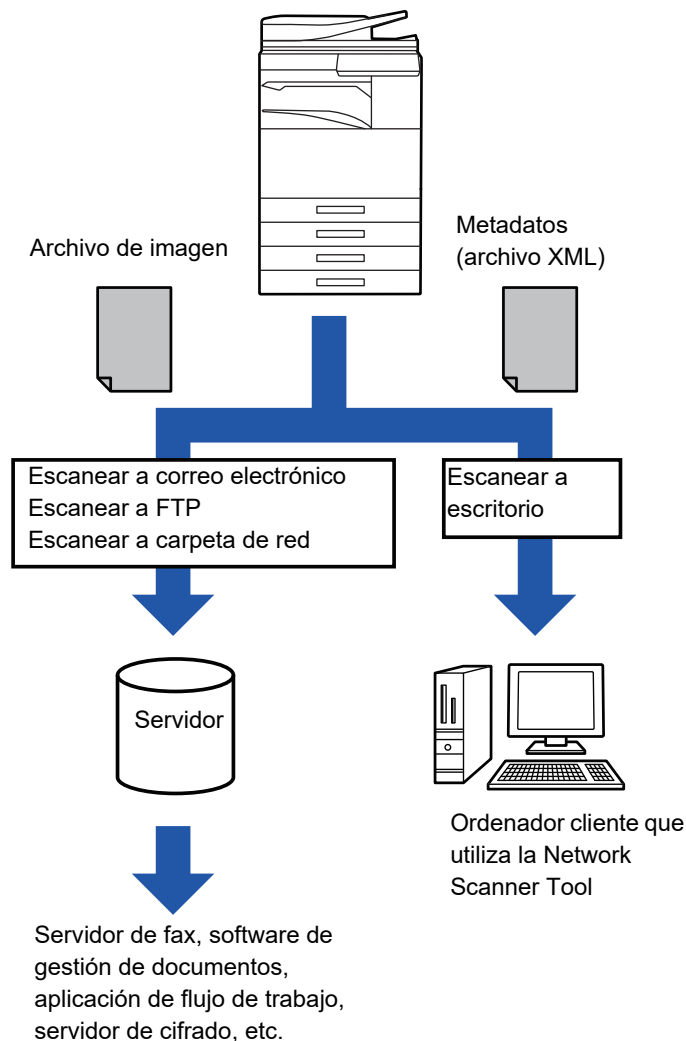 Archivo de imagen
Metadatos
(archivo XML)
Escanear a correo electrónico
Escanear a FTP
Escanear a carpeta de red
Escanear a
escritorio
Servidor
Ordenador cliente que
utiliza la Network
Scanner Tool
Servidor de fax, software de
gestión de documentos,
aplicación de flujo de trabajo,
servidor de cifrado, etc.